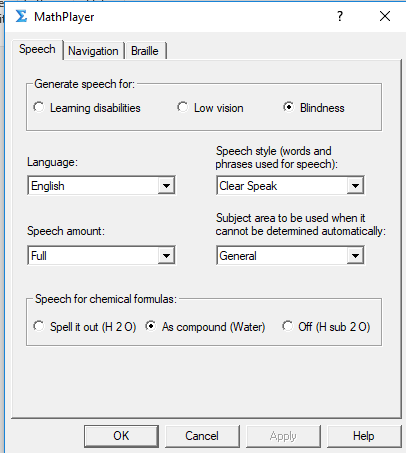 MathPlayer
Speech Navigation Braille
Generate speech for:
Learning disabilities Low vision Blindness
Language:
Speech style (words and
phrases used for speech):
English
Clear Speak
Speech amount:
Subject area to be used when it
cannot be determined automatically:
Full
General
Speech for chemical formulas:
Spell it out (H 2 O) As compound (Water) Off (H sub 2 O)
OK Cancel Apply Help